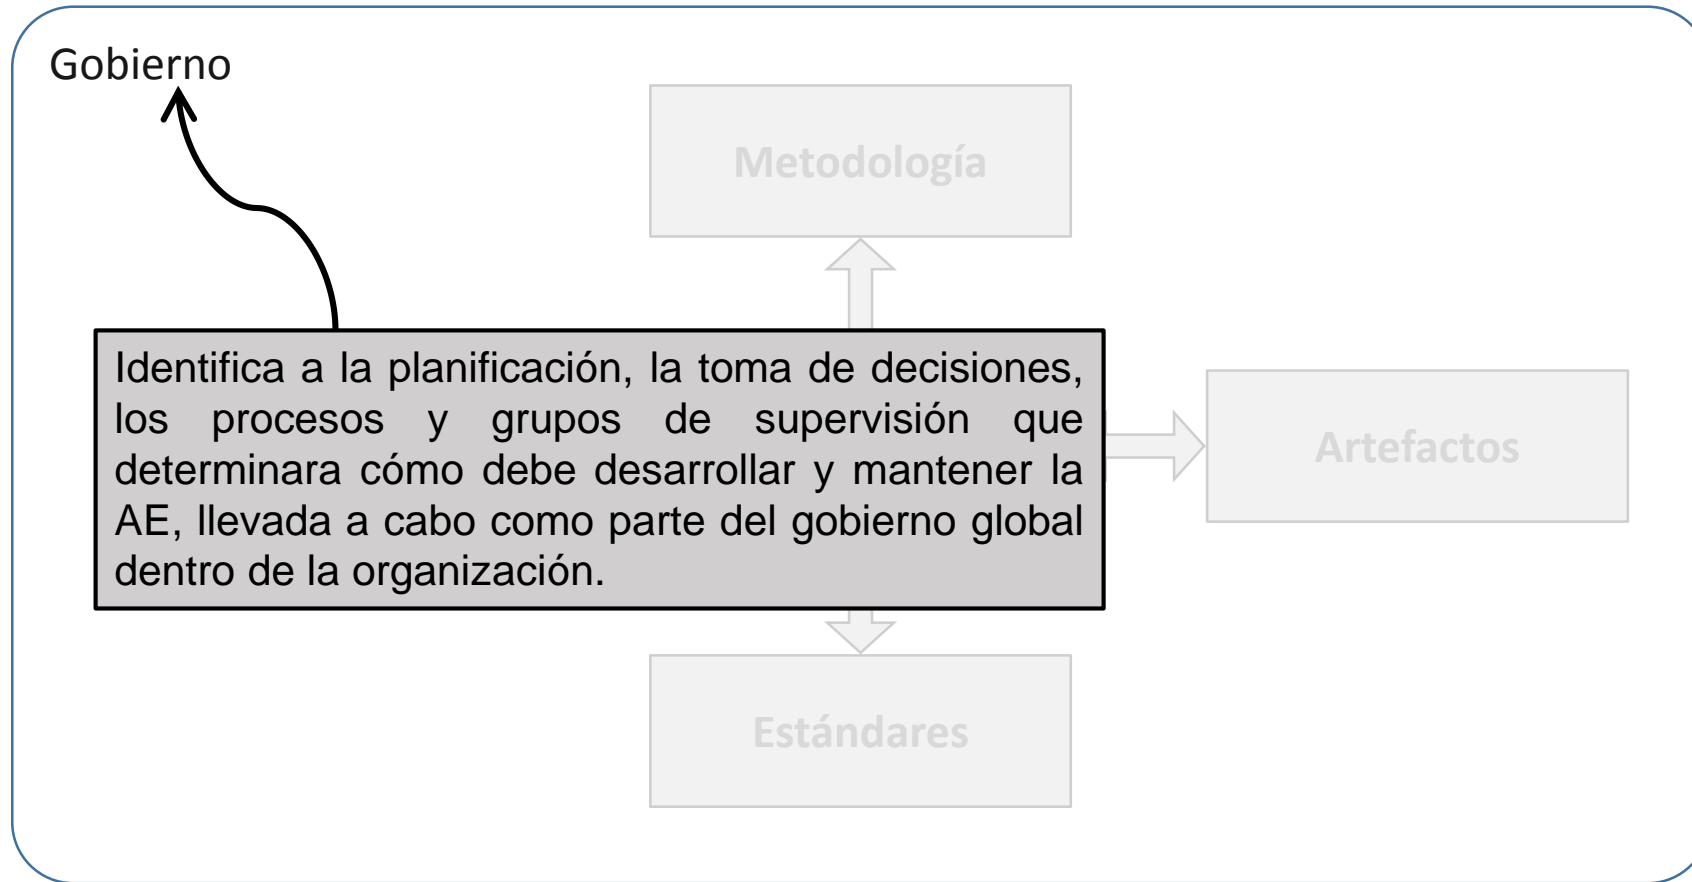 Gobierno
Metodología
Identifica a la planificación, la toma de decisiones,
los procesos y grupos de supervisión que
determinara cómo debe desarrollar y mantener la
AE, llevada a cabo como parte del gobierno global
dentro de la organización.
Artefactos
Estándares